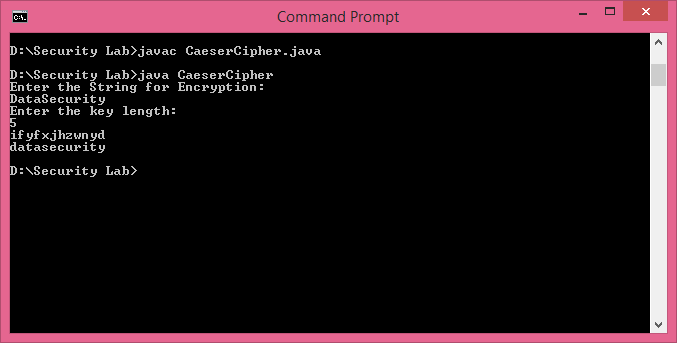 Command Prompt
D:\Security Lab>javac CaeserCipher.java
D:\Security Lab>java CaeserCipher
Enter the String for Encryption:
DataSecurity
Enter the key length:
5
ifyfxjhzwnyd
datasecurity
D:\Security Lab>